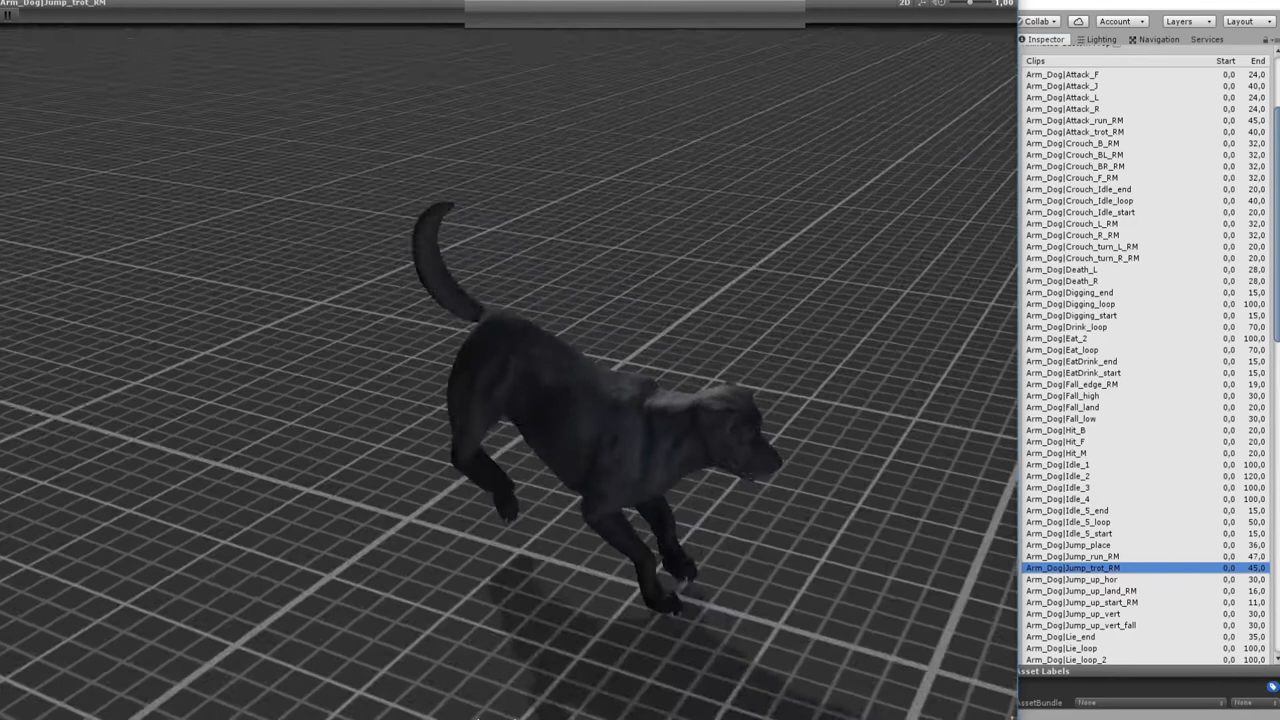 Arm_Dog|Jump_trot_RM
2D
1,00
Collab Account Layers Layout
Inspector Lighting Navigation Services
Clips Start End
Arm_Dog|Attack_F 0,0 24,0
Arm_Dog|Attack_J 0,0 40,0
Arm_Dog|Attack_L 0,0 24,0
Arm_Dog|Attack_R 0,0 24,0
Arm_Dog|Attack_run_RM 0,0 45,0
Arm_Dog|Attack_trot_RM 0,0 40,0
Arm_Dog|Crouch_B_RM 0,0 32,0
Arm_Dog|Crouch_BL_RM 0,0 32,0
Arm_Dog|Crouch_BR_RM 0,0 32,0
Arm_Dog|Crouch_F_RM 0,0 32,0
Arm_Dog|Crouch_Idle_end 0,0 20,0
Arm_Dog|Crouch_Idle_loop 0,0 40,0
Arm_Dog|Crouch_Idle_start 0,0 20,0
Arm_Dog|Crouch_L_RM 0,0 32,0
Arm_Dog|Crouch_R_RM 0,0 32,0
Arm_Dog|Crouch_turn_L_RM 0,0 20,0
Arm_Dog|Crouch_turn_R_RM 0,0 20,0
Arm_Dog|Death_L 0,0 28,0
Arm_Dog|Death_R 0,0 28,0
Arm_Dog|Digging_end 0,0 15,0
Arm_Dog|Digging_loop 0,0 100,0
Arm_Dog|Digging_start 0,0 15,0
Arm_Dog|Drink_loop 0,0 70,0
Arm_Dog|Eat_2 0,0 100,0
Arm_Dog|Eat_loop 0,0 70,0
Arm_Dog|EatDrink_end 0,0 15,0
Arm_Dog|EatDrink_start 0,0 15,0
Arm_Dog|Fall_edge_RM 0,0 19,0
Arm_Dog|Fall_high 0,0 30,0
Arm_Dog|Fall_land 0,0 20,0
Arm_Dog|Fall_low 0,0 30,0
Arm_Dog|Hit_B 0,0 20,0
Arm_Dog|Hit_F 0,0 20,0
Arm_Dog|Hit_M 0,0 20,0
Arm_Dog|Idle_1 0,0 100,0
Arm_Dog|Idle_2 0,0 120,0
Arm_Dog|Idle_3 0,0 100,0
Arm_Dog|Idle_4 0,0 100,0
Arm_Dog|Idle_5_end 0,0 15,0
Arm_Dog|Idle_5_loop 0,0 50,0
Arm_Dog|Idle_5_start 0,0 15,0
Arm_Dog|Jump_place 0,0 36,0
Arm_Dog|Jump_run_RM 0,0 47,0
Arm_Dog|Jump_trot_RM 0,0 45,0
Arm_Dog|Jump_up_hor 0,0 30,0
Arm_Dog|Jump_up_land_RM 0,0 16,0
Arm_Dog|Jump_up_start_RM 0,0 11,0
Arm_Dog|Jump_up_vert 0,0 30,0
Arm_Dog|Jump_up_vert_fall 0,0 30,0
Arm_Dog|Lie_end 0,0 35,0
Arm_Dog|Lie_loop 0,0 100,0
Arm_Dog|Lie_loop_2 0,0 100,0
Asset Labels
AssetBundle None None